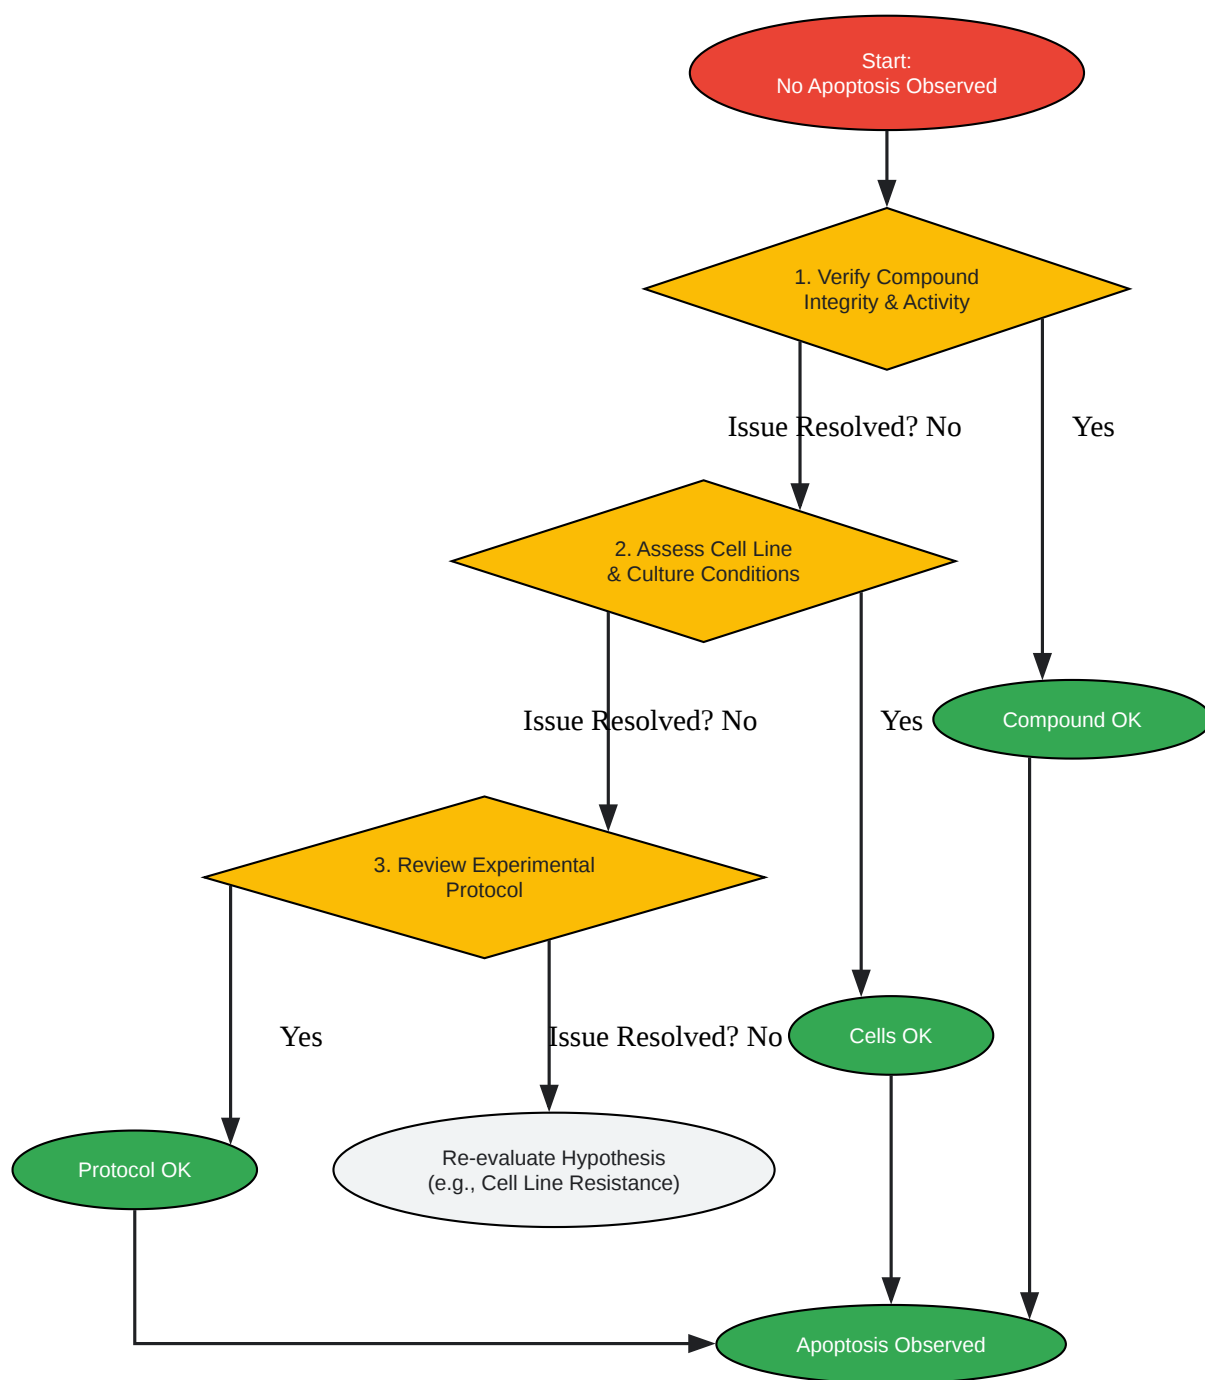 Start:
No Apoptosis Observed
1. Verify Compound
Integrity & Activity
Issue Resolved? No
Yes
2. Assess Cell Line
& Culture Conditions
Issue Resolved? No
Yes
Compound OK
3. Review Experimental
Protocol
Yes
Issue Resolved? No
Cells OK
Protocol OK
Re-evaluate Hypothesis
(e.g., Cell Line Resistance)
Apoptosis Observed